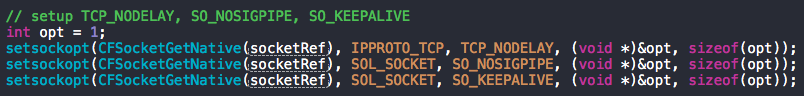 // setup TCP_NODELAY, SO_NOSIGPIPE, SO_KEEPALIVE
int opt = 1;
setsockopt(CFSocketGetNative(socketRef), IPPROTO_TCP, TCP_NODELAY, (void *)&opt, sizeof(opt));
setsockopt(CFSocketGetNative(socketRef), SOL_SOCKET, SO_NOSIGPIPE, (void *)&opt, sizeof(opt));
setsockopt(CFSocketGetNative(socketRef), SOL_SOCKET, SO_KEEPALIVE, (void *)&opt, sizeof(opt));